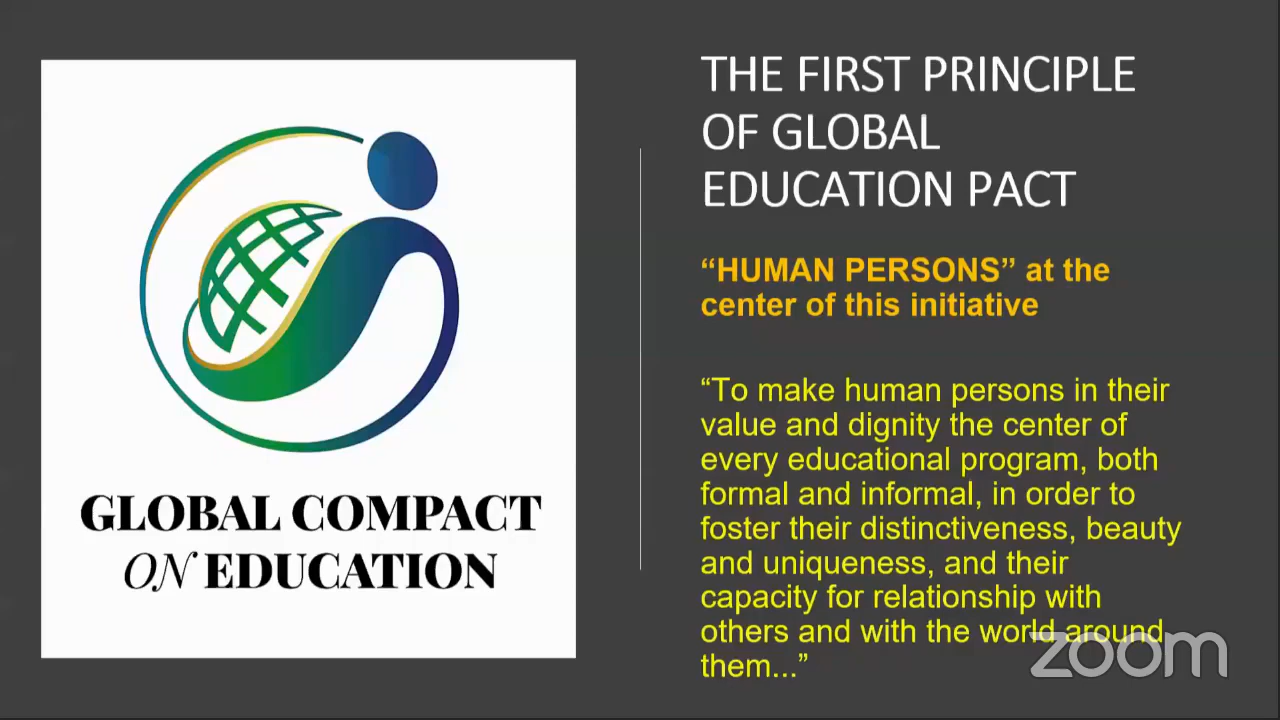 GLOBAL COMPACT
ON EDUCATION
THE FIRST PRINCIPLE
OF GLOBAL
EDUCATION PACT
“HUMAN PERSONS” at the
center of this initiative
“To make human persons in their
value and dignity the center of
every educational program, both
formal and informal, in order to
foster their distinctiveness, beauty
and uniqueness, and their
capacity for relationship with
others and with the world around
them...”
zoom